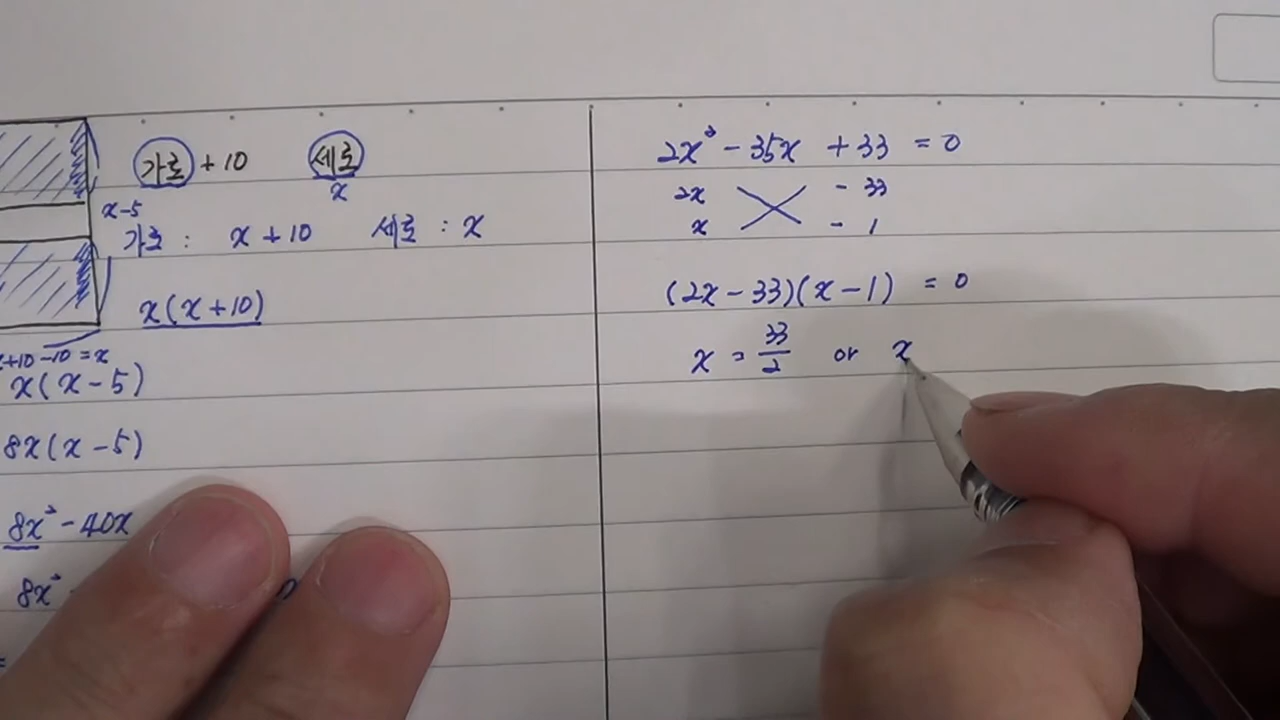 가로 + 10 세로
x
x-5
가로 : x + 10 세로 : x
x(x+10)
x+10-10 = x
x(x-5)
8x(x-5)
8x² - 40x
8x²
2x² - 35x + 33 = 0
2x - 33
x - 1
(2x - 33)(x - 1) = 0
x = 33/2 or x